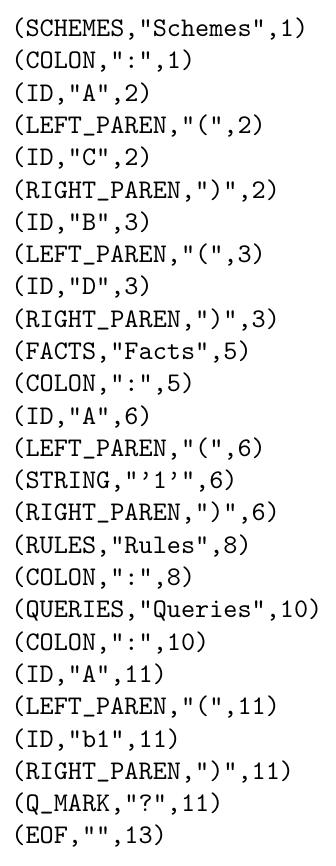 (SCHEMES,"Schemes",1)
(COLON,":",1)
(ID,"A",2)
(LEFT_PAREN,"(",2)
(ID,"C",2)
(RIGHT_PAREN,")",2)
(ID,"B",3)
(LEFT_PAREN,"(",3)
(ID,"D",3)
(RIGHT_PAREN,")",3)
(FACTS,"Facts",5)
(COLON,":",5)
(ID,"A",6)
(LEFT_PAREN,"(",6)
(STRING,"’1’",6)
(RIGHT_PAREN,")",6)
(RULES,"Rules",8)
(COLON,":",8)
(QUERIES,"Queries",10)
(COLON,":",10)
(ID,"A",11)
(LEFT_PAREN,"(",11)
(ID,"b1",11)
(RIGHT_PAREN,")",11)
(Q_MARK,"?",11)
(EOF,"",13)